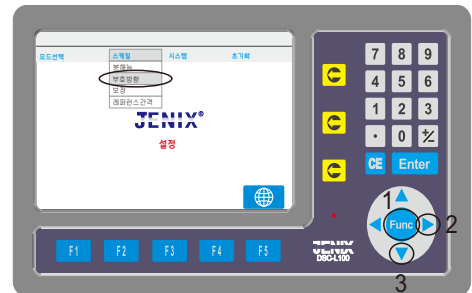 모드선택 스케일 시스템 초기화
분해능
부호방향
보정
레퍼런스간격
JENIX®
설정
7 8 9
4 5 6
1 2 3
· 0 +/-
CE Enter
1
Func 2
3
F1 F2 F3 F4 F5
JENIX
DSC-L100